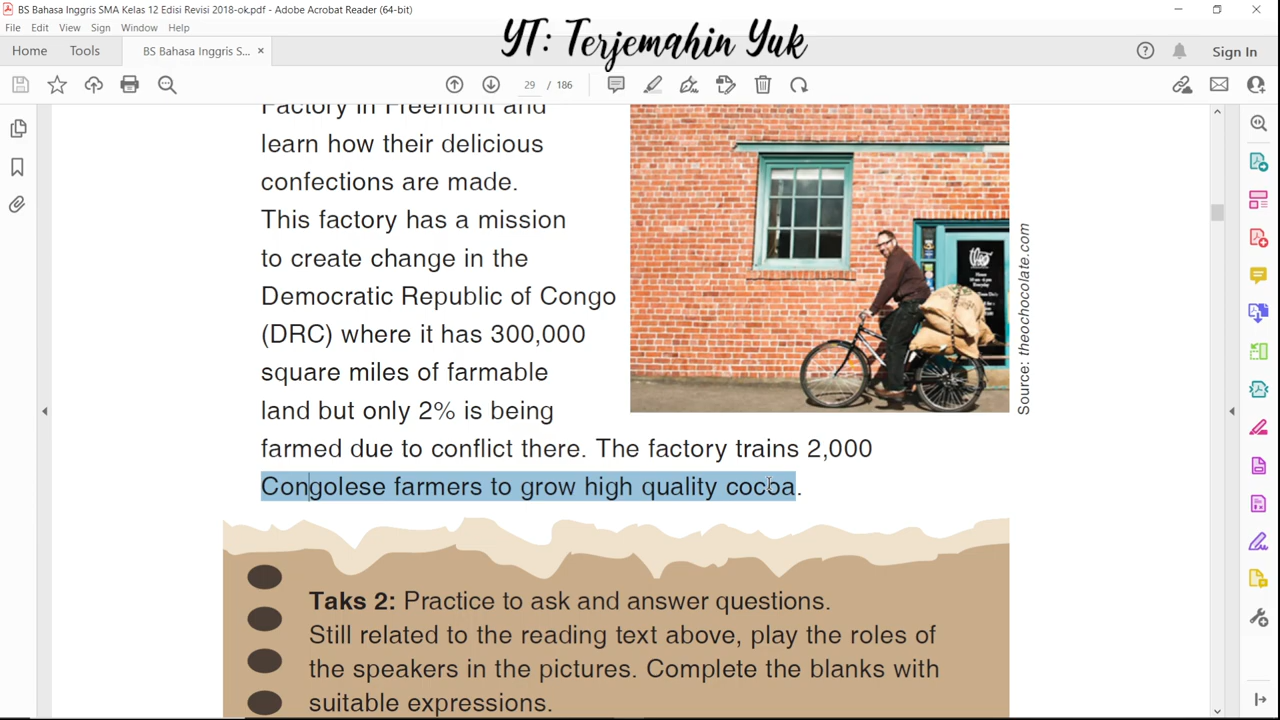 BS Bahasa Inggris SMA Kelas 12 Edisi Revisi 2018-ok.pdf - Adobe Acrobat Reader (64-bit)
File Edit View Sign Window Help
YT: Terjemahin Yuk
Home Tools BS Bahasa Inggris S... ×
Sign In
29 / 186
Factory in Freemont and
learn how their delicious
confections are made.
This factory has a mission
to create change in the
Democratic Republic of Congo
(DRC) where it has 300,000
square miles of farmable
land but only 2% is being
farmed due to conflict there. The factory trains 2,000
Congolese farmers to grow high quality cocoa.
Source: theochocolate.com
Taks 2: Practice to ask and answer questions.
Still related to the reading text above, play the roles of
the speakers in the pictures. Complete the blanks with
suitable expressions.